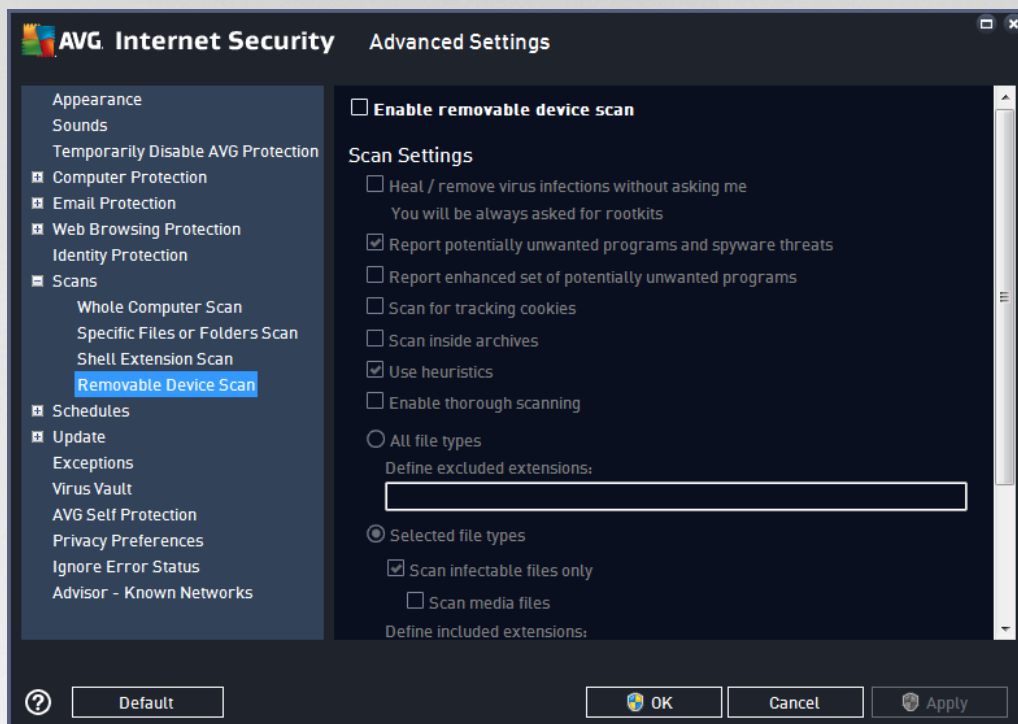 AVG. Internet Security Advanced Settings
Appearance
Sounds
Temporarily Disable AVG Protection
Computer Protection
Email Protection
Web Browsing Protection
Identity Protection
Scans
Whole Computer Scan
Specific Files or Folders Scan
Shell Extension Scan
Removable Device Scan
Schedules
Update
Exceptions
Virus Vault
AVG Self Protection
Privacy Preferences
Ignore Error Status
Advisor - Known Networks
Enable removable device scan
Scan Settings
Heal / remove virus infections without asking me
You will be always asked for rootkits
Report potentially unwanted programs and spyware threats
Report enhanced set of potentially unwanted programs
Scan for tracking cookies
Scan inside archives
Use heuristics
Enable thorough scanning
All file types
Define excluded extensions:
Selected file types
Scan infectable files only
Scan media files
Define included extensions:
? Default OK Cancel Apply